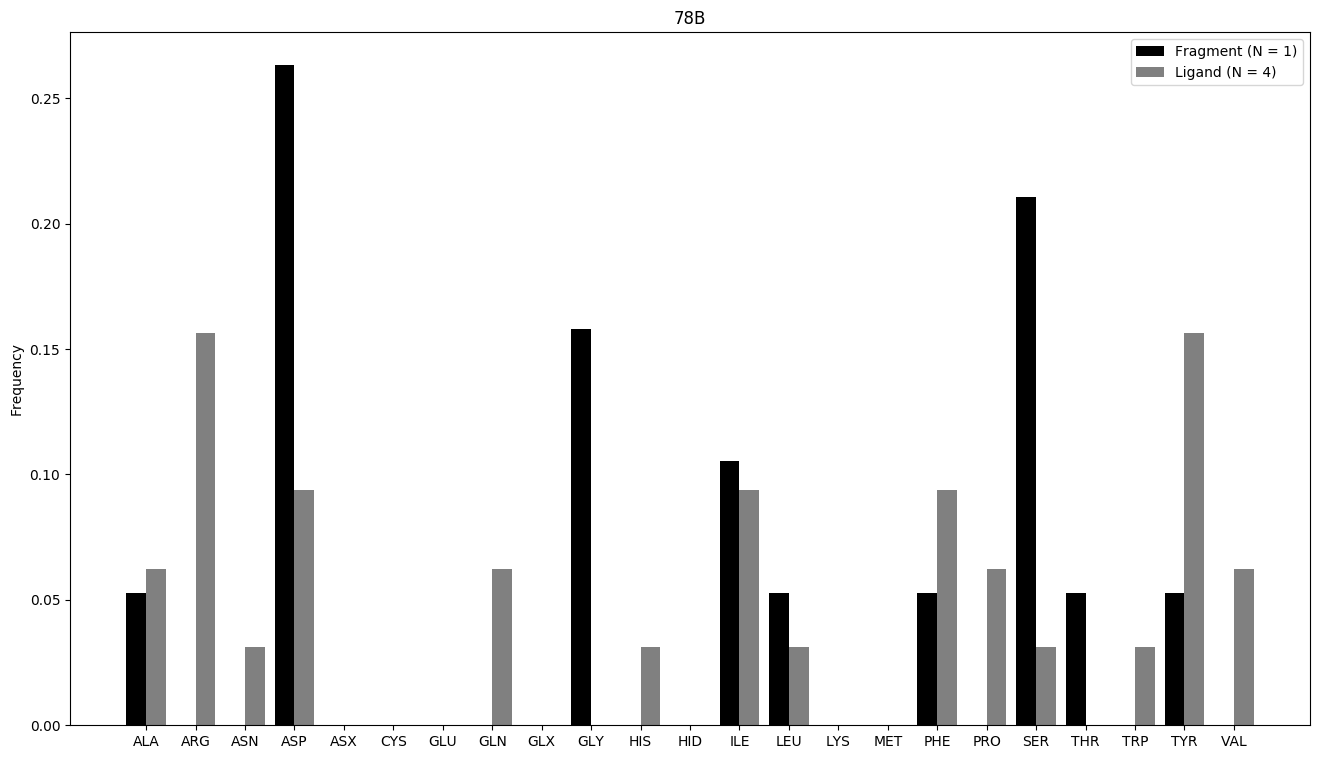 78B
Fragment (N = 1)
Ligand (N = 4)
Frequency
0.25
0.20
0.15
0.10
0.05
0.00
ALA ARG ASN ASP ASX CYS GLU GLN GLX GLY HIS HID ILE LEU LYS MET PHE PRO SER THR TRP TYR VAL